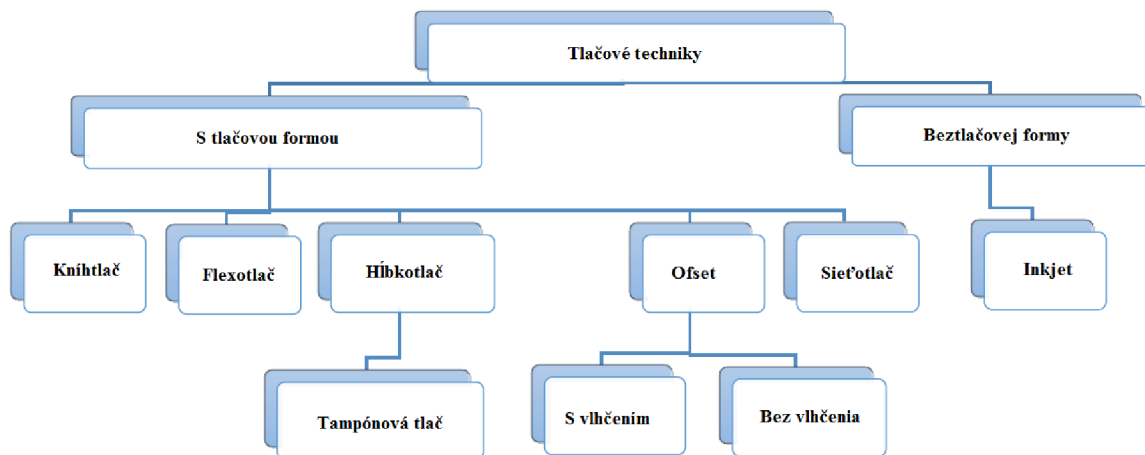 Tlačové techniky
S tlačovou formou
Beztlačovej formy
Kníhtlač
Flexotlač
Hĺbkotlač
Ofset
Sieťotlač
Inkjet
Tampónová tlač
S vlhčením
Bez vlhčenia